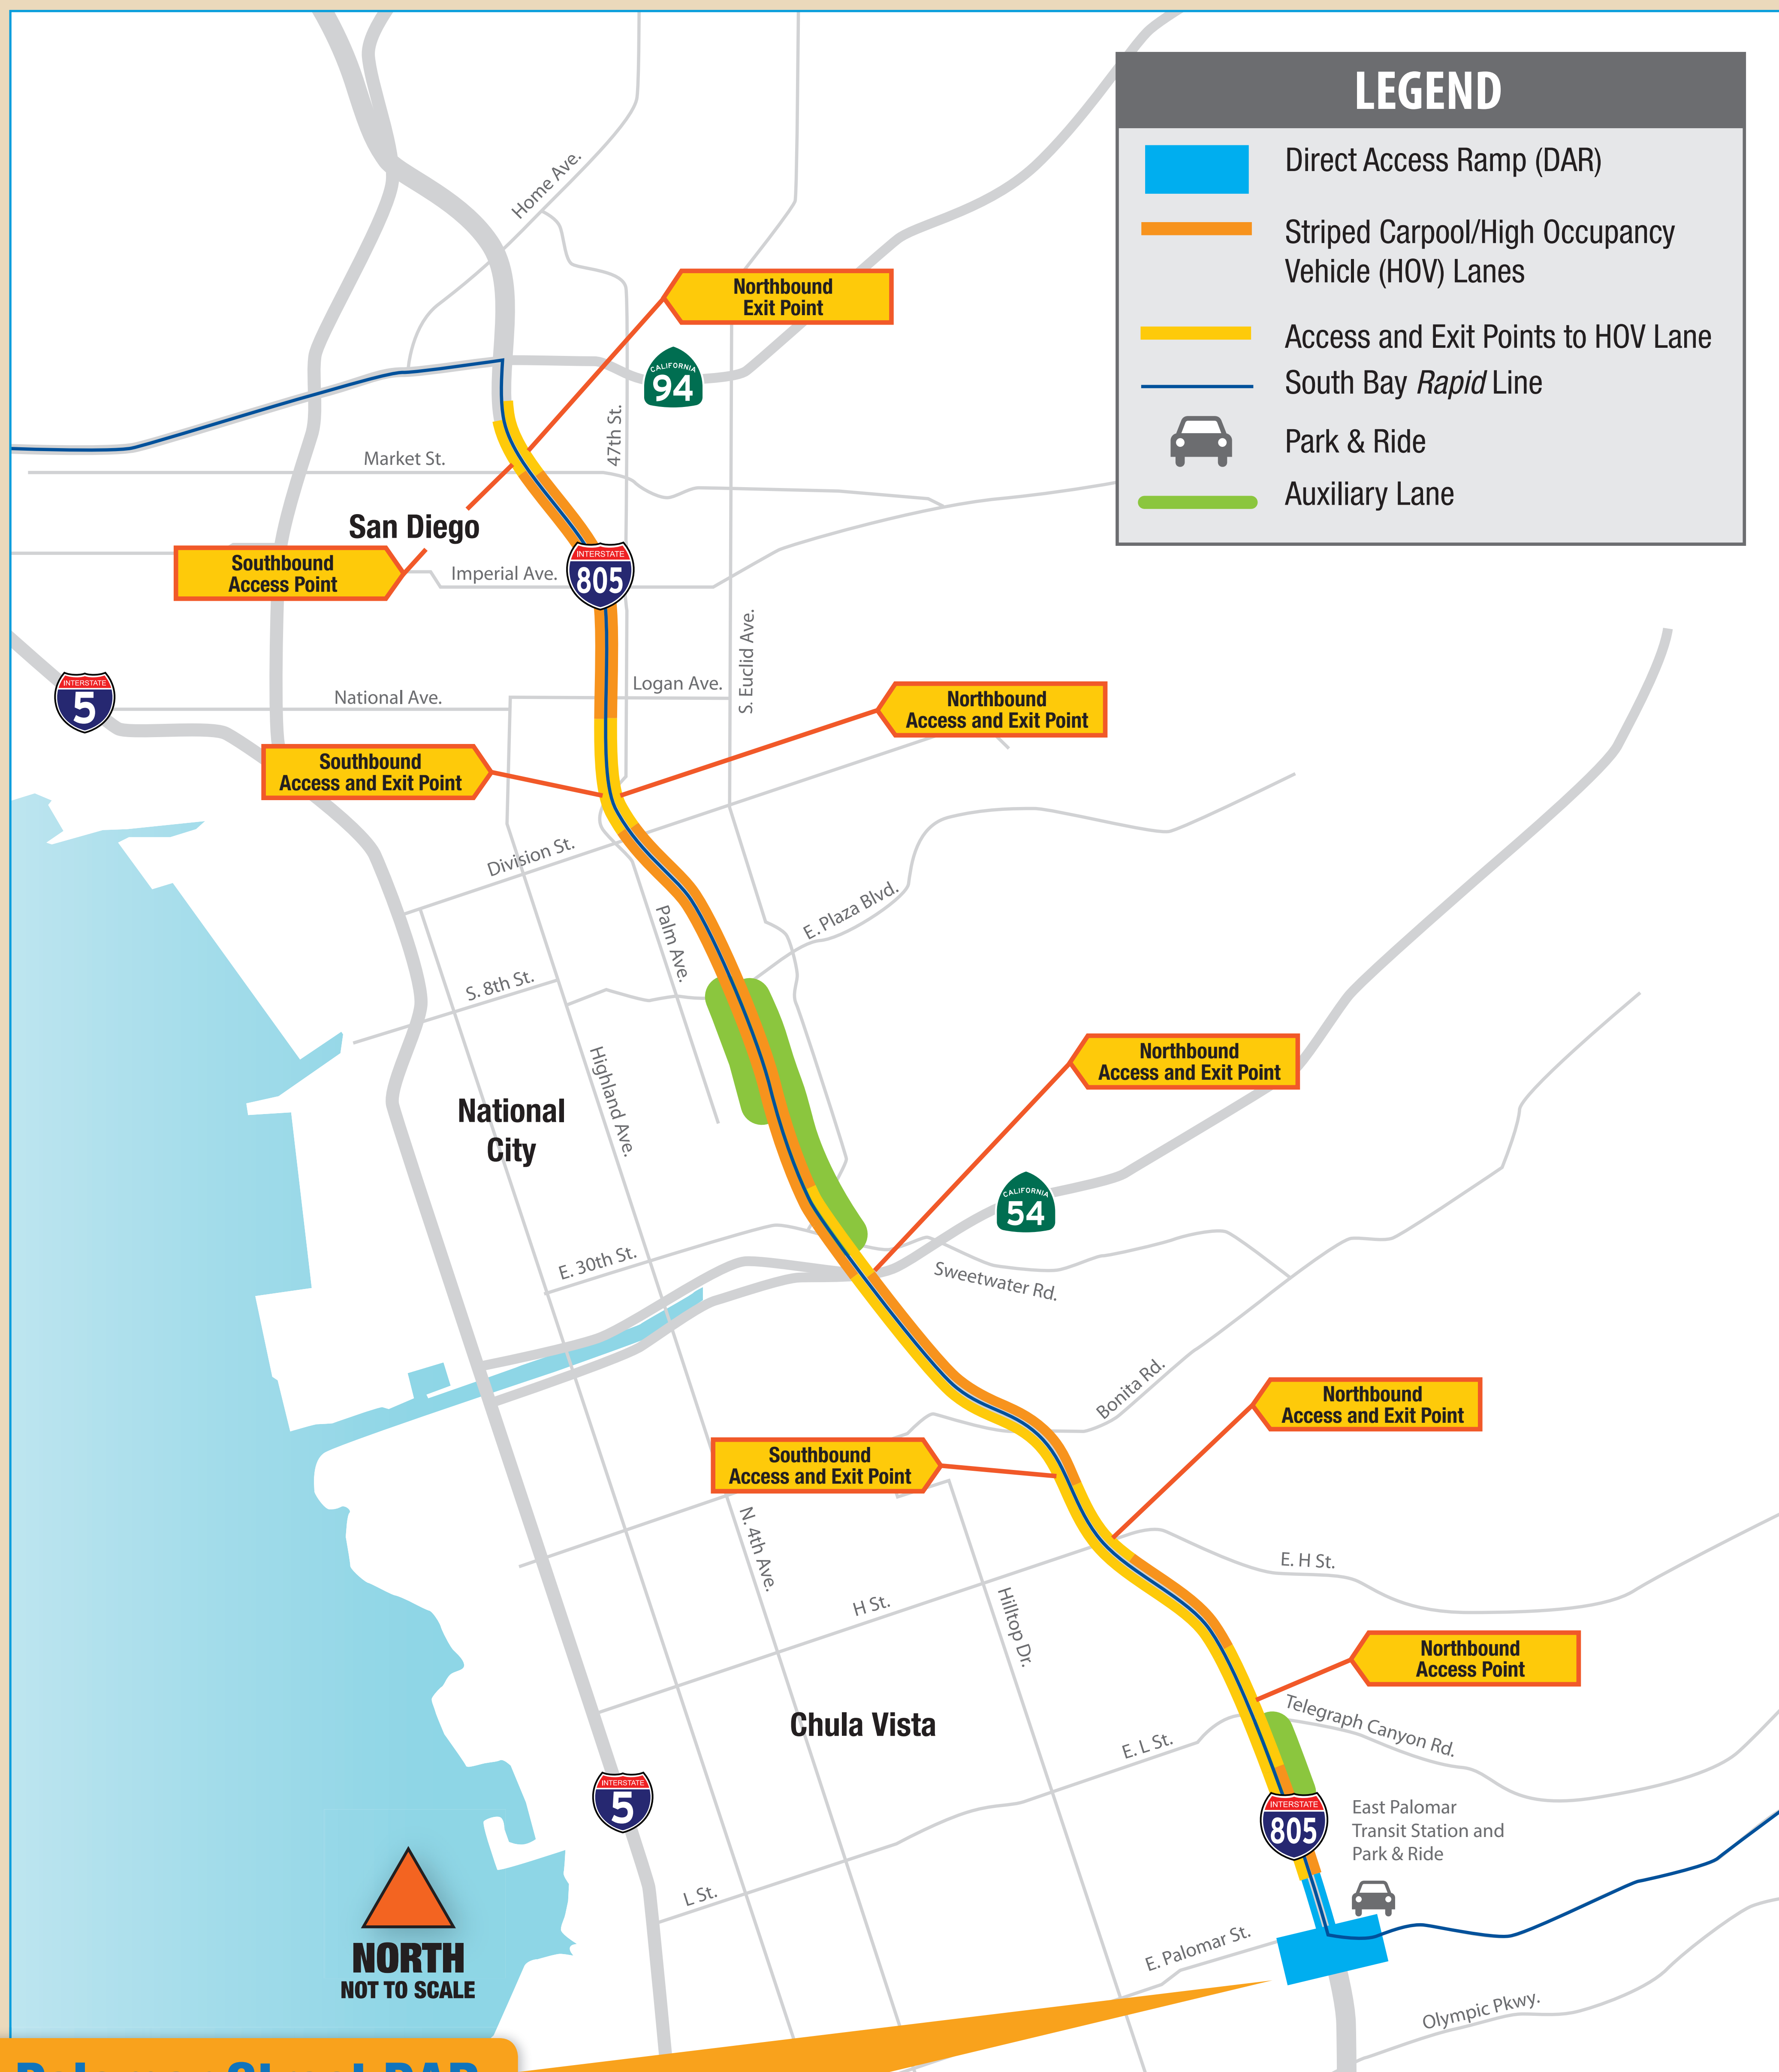 LEGEND
Direct Access Ramp (DAR)
Striped Carpool/High Occupancy
Vehicle (HOV) Lanes
Access and Exit Points to HOV Lane
South Bay Rapid Line
Park & Ride
Auxiliary Lane
Home Ave.
Northbound
Exit Point
CALIFORNIA
94
47th St.
Market St.
San Diego
Southbound
Access Point
Imperial Ave.
INTERSTATE
805
S. Euclid Ave.
INTERSTATE
5
National Ave.
Logan Ave.
Northbound
Access and Exit Point
Southbound
Access and Exit Point
Division St.
E. Plaza Blvd.
Palm Ave.
S. 8th St.
Highland Ave.
National
City
Northbound
Access and Exit Point
CALIFORNIA
54
E. 30th St.
Sweetwater Rd.
Bonita Rd.
Northbound
Access and Exit Point
Southbound
Access and Exit Point
N. 4th Ave.
E. H St.
H St.
Hilltop Dr.
Northbound
Access Point
Telegraph Canyon Rd.
Chula Vista
E. L St.
INTERSTATE
5
INTERSTATE
805
East Palomar
Transit Station and
Park & Ride
L St.
E. Palomar St.
Olympic Pkwy.
NORTH
NOT TO SCALE
Palomar Street DAR